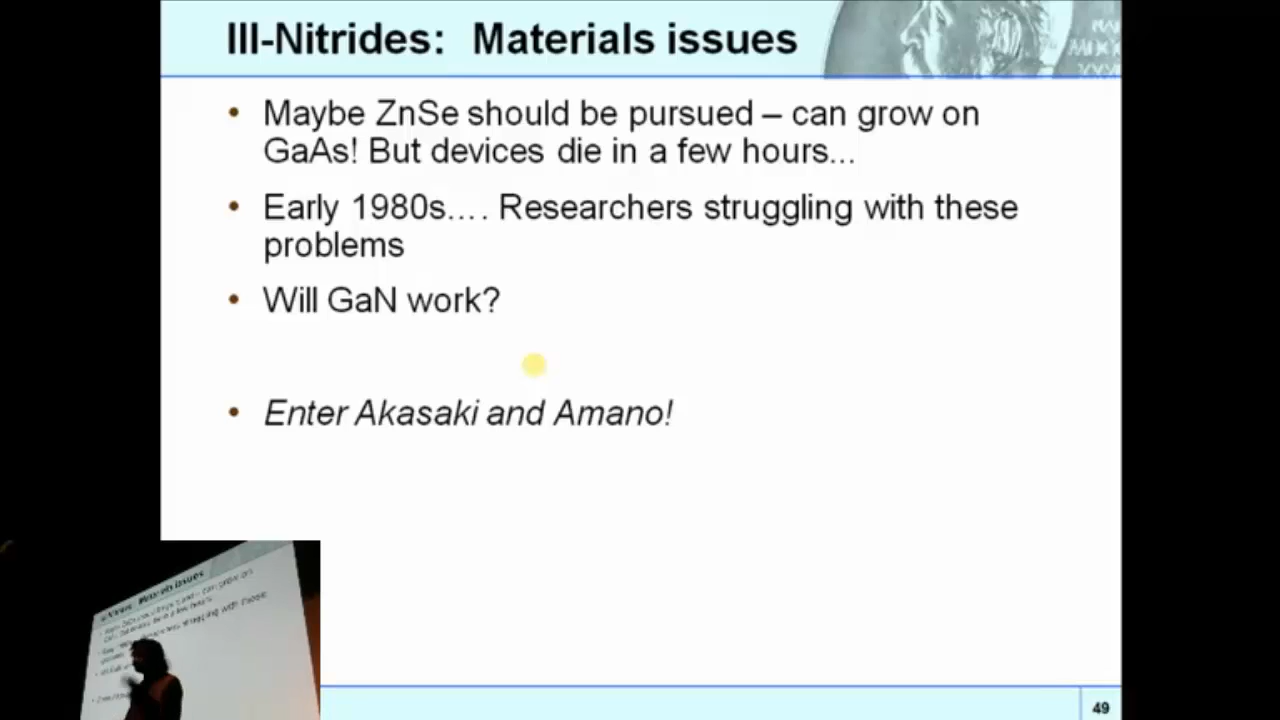 III-Nitrides: Materials issues
• Maybe ZnSe should be pursued – can grow on
GaAs! But devices die in a few hours...
• Early 1980s.... Researchers struggling with these
problems
• Will GaN work?
• Enter Akasaki and Amano!
49